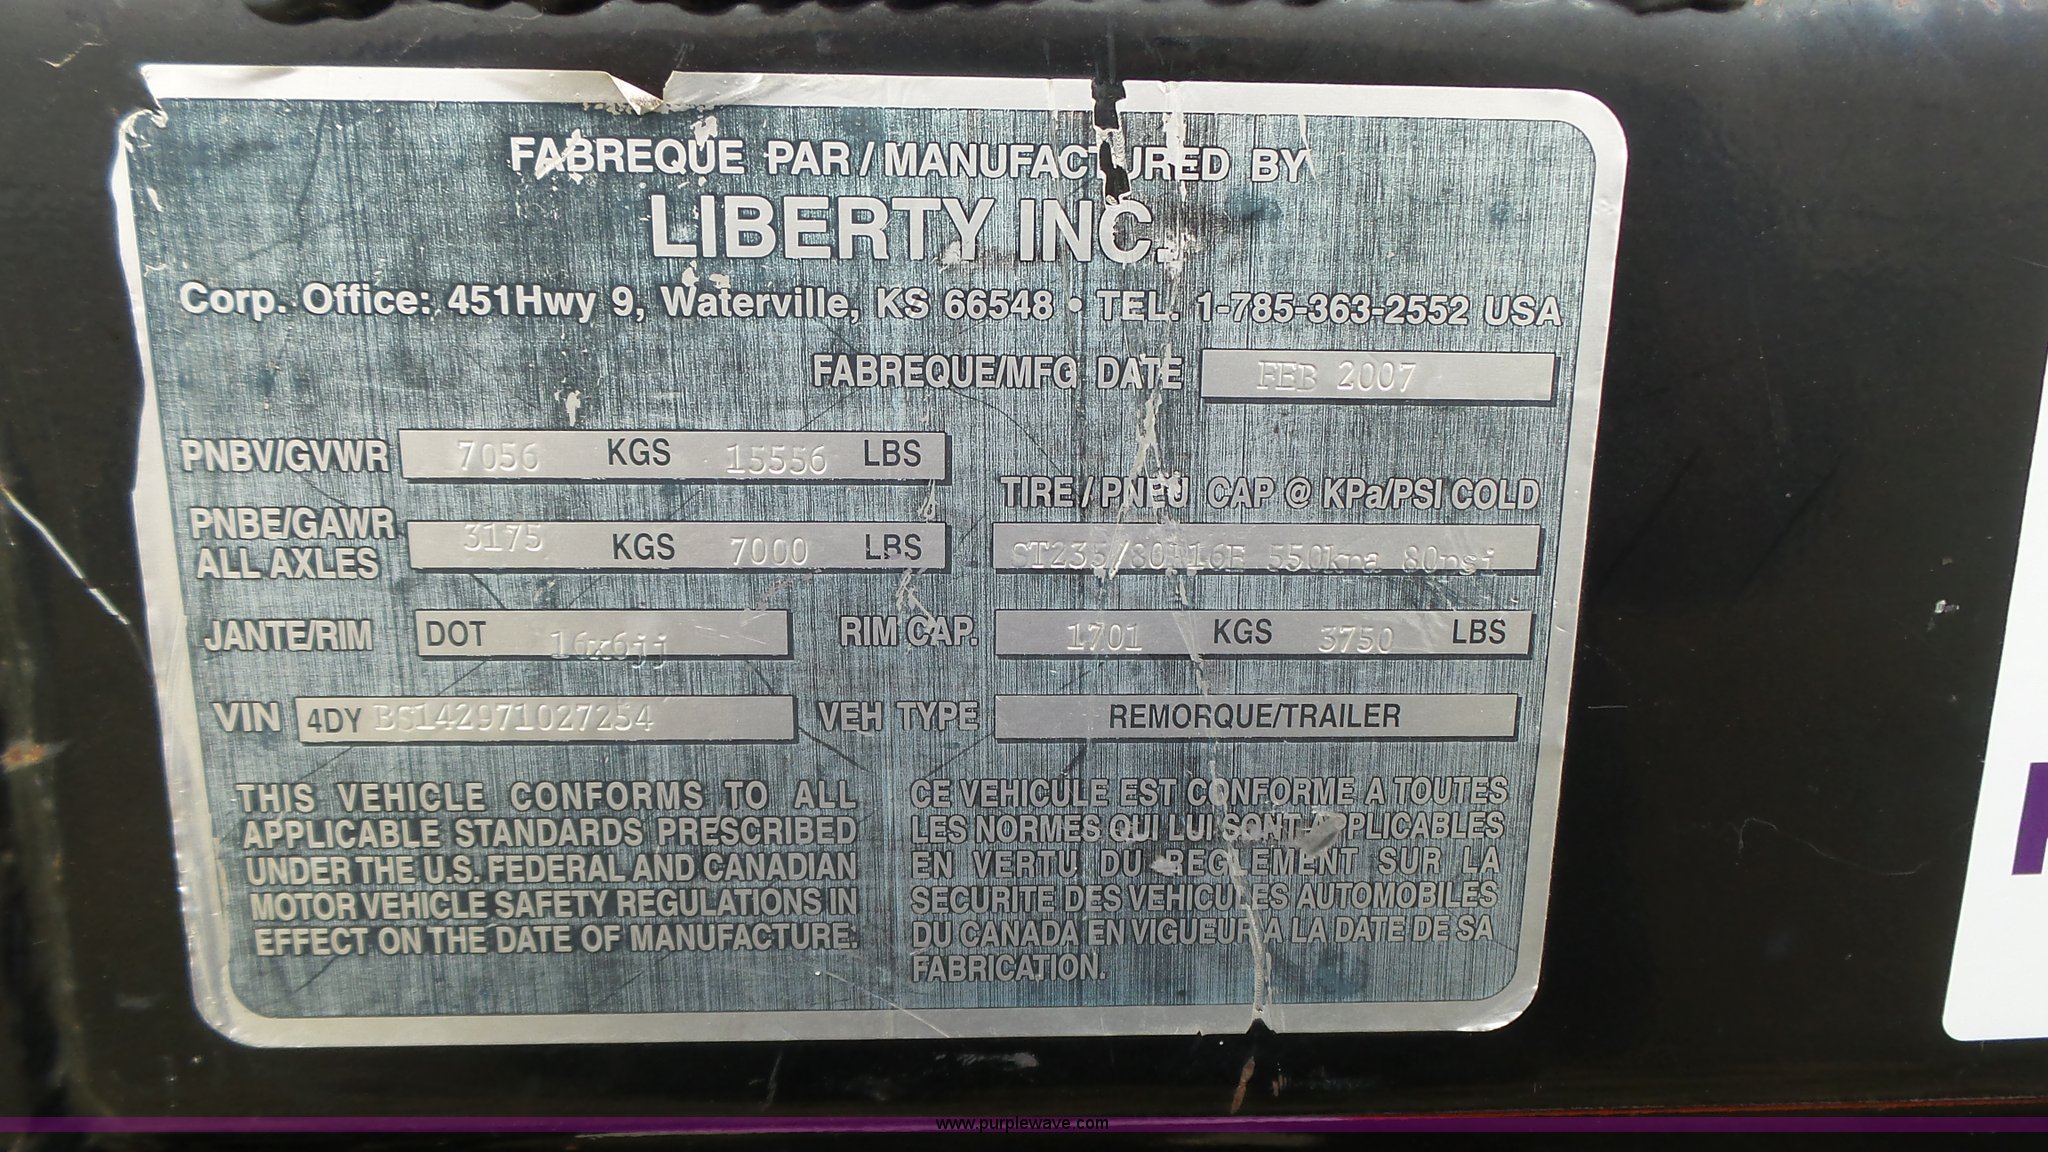 FABREQUE PAR / MANUFACTURED BY
LIBERTY INC.
Corp. Office: 451Hwy 9, Waterville, KS 66548 • TEL. 1-785-363-2552 USA
FABREQUE/MFG DATE FEB 2007
PNBV/GVWR 7056 KGS 15556 LBS
TIRE / PNEU CAP @ KPa/PSI COLD
PNBE/GAWR
ALL AXLES 3175 KGS 7000 LBS
ST235/80R16E 550kpa 80psi
JANTE/RIM DOT 16x6jj RIM CAP. 1701 KGS 3750 LBS
VIN 4DY BS142971027254 VEH TYPE REMORQUE/TRAILER
THIS VEHICLE CONFORMS TO ALL
APPLICABLE STANDARDS PRESCRIBED
UNDER THE U.S. FEDERAL AND CANADIAN
MOTOR VEHICLE SAFETY REGULATIONS IN
EFFECT ON THE DATE OF MANUFACTURE.
CE VEHICULE EST CONFORME A TOUTES
LES NORMES QUI LUI SONT APPLICABLES
EN VERTU DU REGLEMENT SUR LA
SECURITE DES VEHICULES AUTOMOBILES
DU CANADA EN VIGUEUR A LA DATE DE SA
FABRICATION.
www.purplewave.com